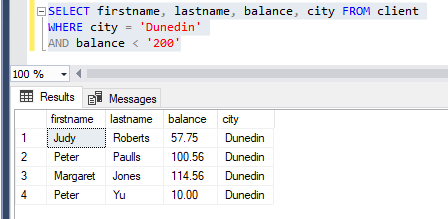 SELECT firstname, lastname, balance, city FROM client
WHERE city = 'Dunedin'
AND balance < '200'
100 %
Results Messages
firstname lastname balance city
1 Judy Roberts 57.75 Dunedin
2 Peter Paulls 100.56 Dunedin
3 Margaret Jones 114.56 Dunedin
4 Peter Yu 10.00 Dunedin